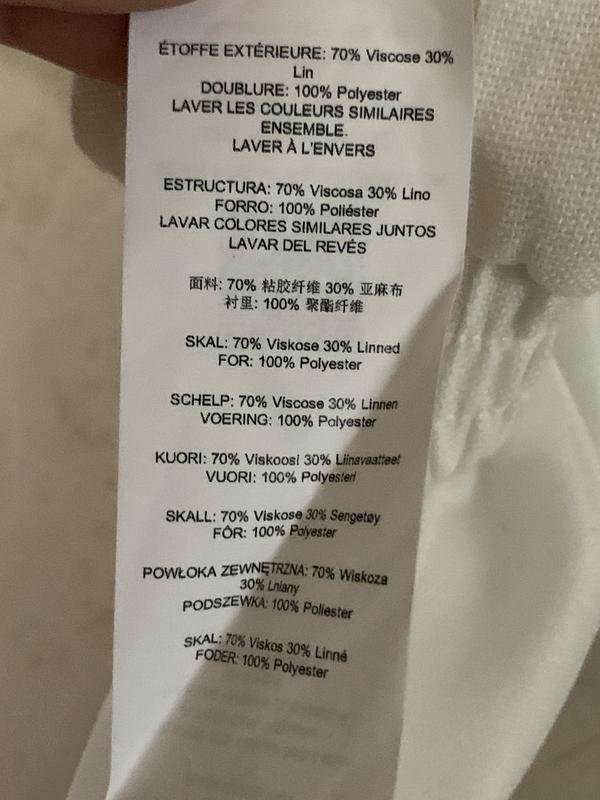 ÉTOFFE EXTÉRIEURE: 70% Viscose 30%
Lin
DOUBLURE: 100% Polyester
LAVER LES COULEURS SIMILAIRES
ENSEMBLE.
LAVER À L'ENVERS
ESTRUCTURA: 70% Viscosa 30% Lino
FORRO: 100% Poliéster
LAVAR COLORES SIMILARES JUNTOS
LAVAR DEL REVÉS
面料: 70% 粘胶纤维 30% 亚麻布
衬里: 100% 聚酯纤维
SKAL: 70% Viskose 30% Linned
FOR: 100% Polyester
SCHELP: 70% Viscose 30% Linnen
VOERING: 100% Polyester
KUORI: 70% Viskoosi 30% Liinavaatteet
VUORI: 100% Polyesteri
SKALL: 70% Viskose 30% Sengetøy
FÔR: 100% Polyester
POWŁOKA ZEWNĘTRZNA: 70% Wiskoza
30% Lniany
PODSZEWKA: 100% Poliester
SKAL: 70% Viskos 30% Linné
FODER: 100% Polyester